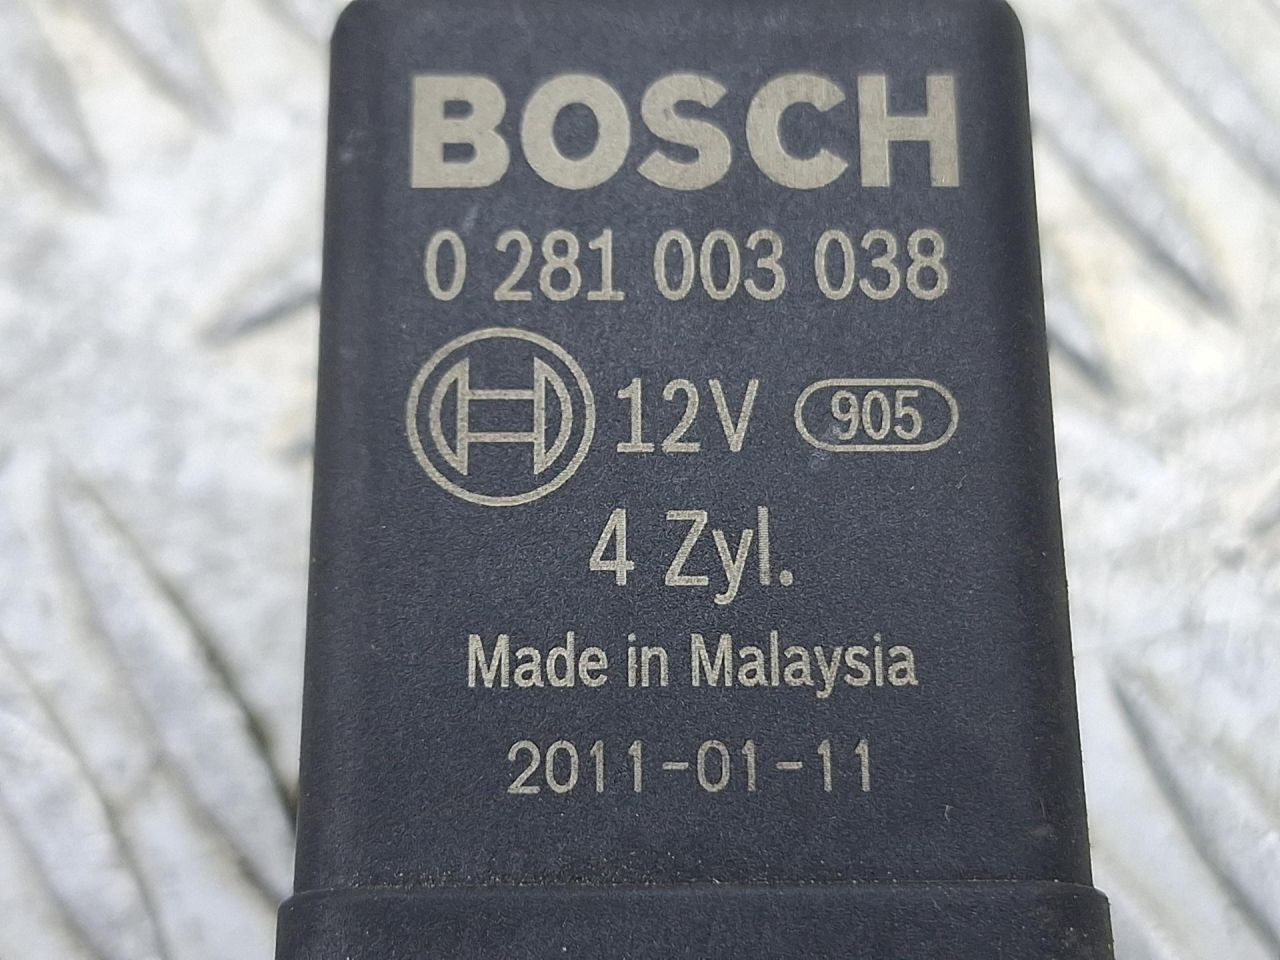 BOSCH
0 281 003 038
12V 905
4 Zyl.
Made in Malaysia
2011-01-11